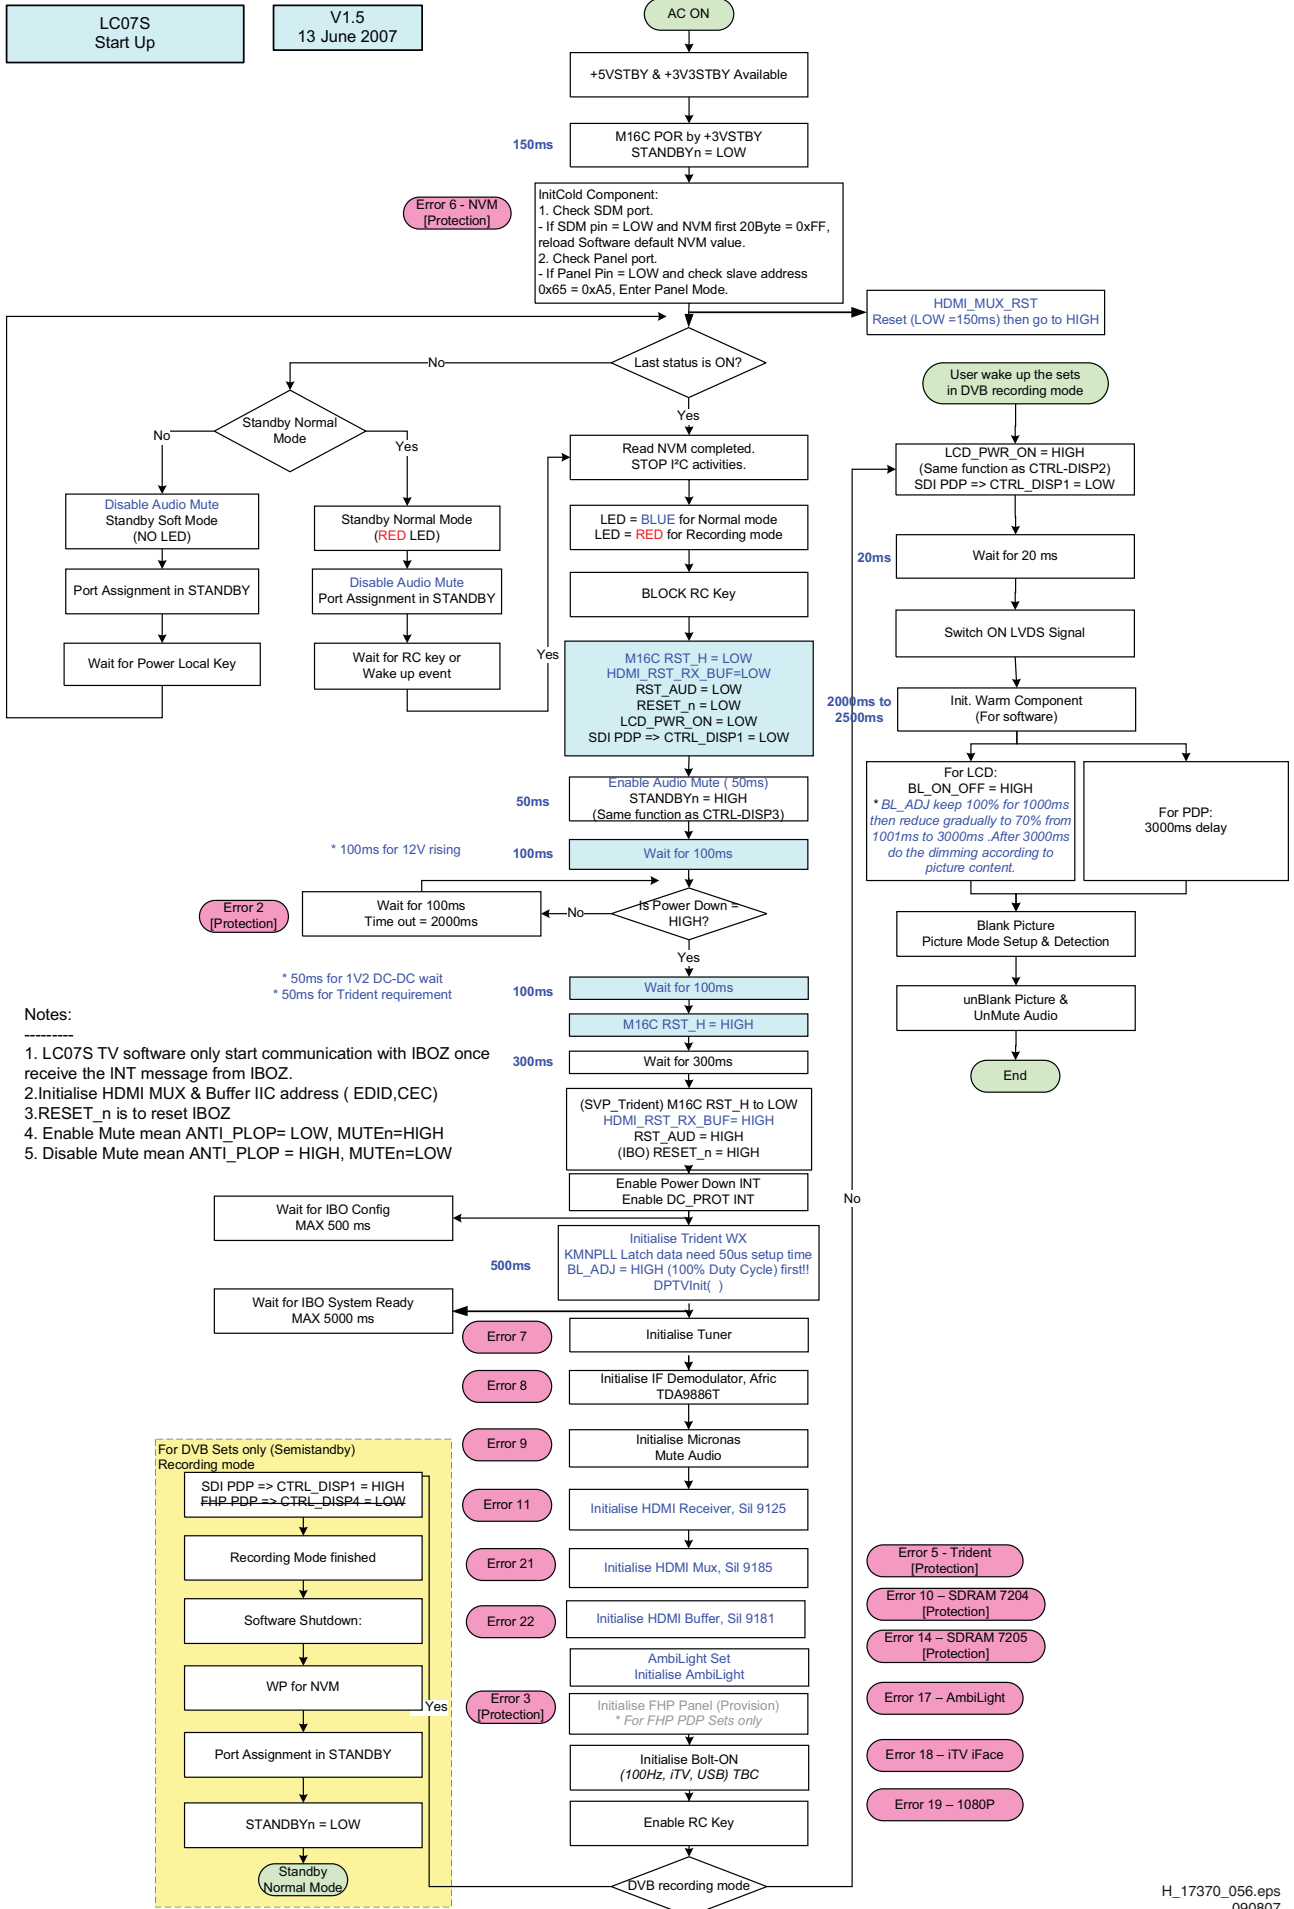 LC07S
Start Up
V1.5
13 June 2007
AC ON
+5VSTBY & +3V3STBY Available
150ms
M16C POR by +3VSTBY
STANDBYn = LOW
Error 6 - NVM
[Protection]
InitCold Component:
1. Check SDM port.
- If SDM pin = LOW and NVM first 20Byte = 0xFF,
reload Software default NVM value.
2. Check Panel port.
- If Panel Pin = LOW and check slave address
0x65 = 0xA5, Enter Panel Mode.
HDMI_MUX_RST
Reset (LOW =150ms) then go to HIGH
Last status is ON?
No
Yes
Standby Normal
Mode
No
Yes
Disable Audio Mute
Standby Soft Mode
(NO LED)
Port Assignment in STANDBY
Wait for Power Local Key
Standby Normal Mode
(RED LED)
Disable Audio Mute
Port Assignment in STANDBY
Wait for RC key or
Wake up event
Yes
Read NVM completed.
STOP I²C activities.
LED = BLUE for Normal mode
LED = RED for Recording mode
BLOCK RC Key
M16C RST_H = LOW
HDMI_RST_RX_BUF=LOW
RST_AUD = LOW
RESET_n = LOW
LCD_PWR_ON = LOW
SDI PDP => CTRL_DISP1 = LOW
50ms
Enable Audio Mute ( 50ms)
STANDBYn = HIGH
(Same function as CTRL-DISP3)
* 100ms for 12V rising
100ms
Wait for 100ms
Error 2
[Protection]
Wait for 100ms
Time out = 2000ms
No
Is Power Down =
HIGH?
Yes
* 50ms for 1V2 DC-DC wait
* 50ms for Trident requirement
100ms
Wait for 100ms
M16C RST_H = HIGH
300ms
Wait for 300ms
(SVP_Trident) M16C RST_H to LOW
HDMI_RST_RX_BUF= HIGH
RST_AUD = HIGH
(IBO) RESET_n = HIGH
Enable Power Down INT
Enable DC_PROT INT
Wait for IBO Config
MAX 500 ms
500ms
Initialise Trident WX
KMNPLL Latch data need 50us setup time
BL_ADJ = HIGH (100% Duty Cycle) first!!
DPTVInit( )
Wait for IBO System Ready
MAX 5000 ms
Error 7
Initialise Tuner
Error 8
Initialise IF Demodulator, Afric
TDA9886T
Error 9
Initialise Micronas
Mute Audio
Error 11
Initialise HDMI Receiver, Sil 9125
Error 21
Initialise HDMI Mux, Sil 9185
Error 22
Initialise HDMI Buffer, Sil 9181
AmbiLight Set
Initialise AmbiLight
Error 3
[Protection]
Initialise FHP Panel (Provision)
* For FHP PDP Sets only
Initialise Bolt-ON
(100Hz, iTV, USB) TBC
Enable RC Key
DVB recording mode
Yes
No
Notes:
---------
1. LC07S TV software only start communication with IBOZ once
receive the INT message from IBOZ.
2.Initialise HDMI MUX & Buffer IIC address ( EDID,CEC)
3.RESET_n is to reset IBOZ
4. Enable Mute mean ANTI_PLOP= LOW, MUTEn=HIGH
5. Disable Mute mean ANTI_PLOP = HIGH, MUTEn=LOW
For DVB Sets only (Semistandby)
Recording mode
SDI PDP => CTRL_DISP1 = HIGH
FHP PDP => CTRL_DISP4 = LOW
Recording Mode finished
Software Shutdown:
WP for NVM
Port Assignment in STANDBY
STANDBYn = LOW
Standby
Normal Mode
User wake up the sets
in DVB recording mode
LCD_PWR_ON = HIGH
(Same function as CTRL-DISP2)
SDI PDP => CTRL_DISP1 = LOW
20ms
Wait for 20 ms
Switch ON LVDS Signal
2000ms to
2500ms
Init. Warm Component
(For software)
For LCD:
BL_ON_OFF = HIGH
* BL_ADJ keep 100% for 1000ms
then reduce gradually to 70% from
1001ms to 3000ms .After 3000ms
do the dimming according to
picture content.
For PDP:
3000ms delay
Blank Picture
Picture Mode Setup & Detection
unBlank Picture &
UnMute Audio
End
Error 5 - Trident
[Protection]
Error 10 – SDRAM 7204
[Protection]
Error 14 – SDRAM 7205
[Protection]
Error 17 – AmbiLight
Error 18 – iTV iFace
Error 19 – 1080P
H_17370_056.eps
090807